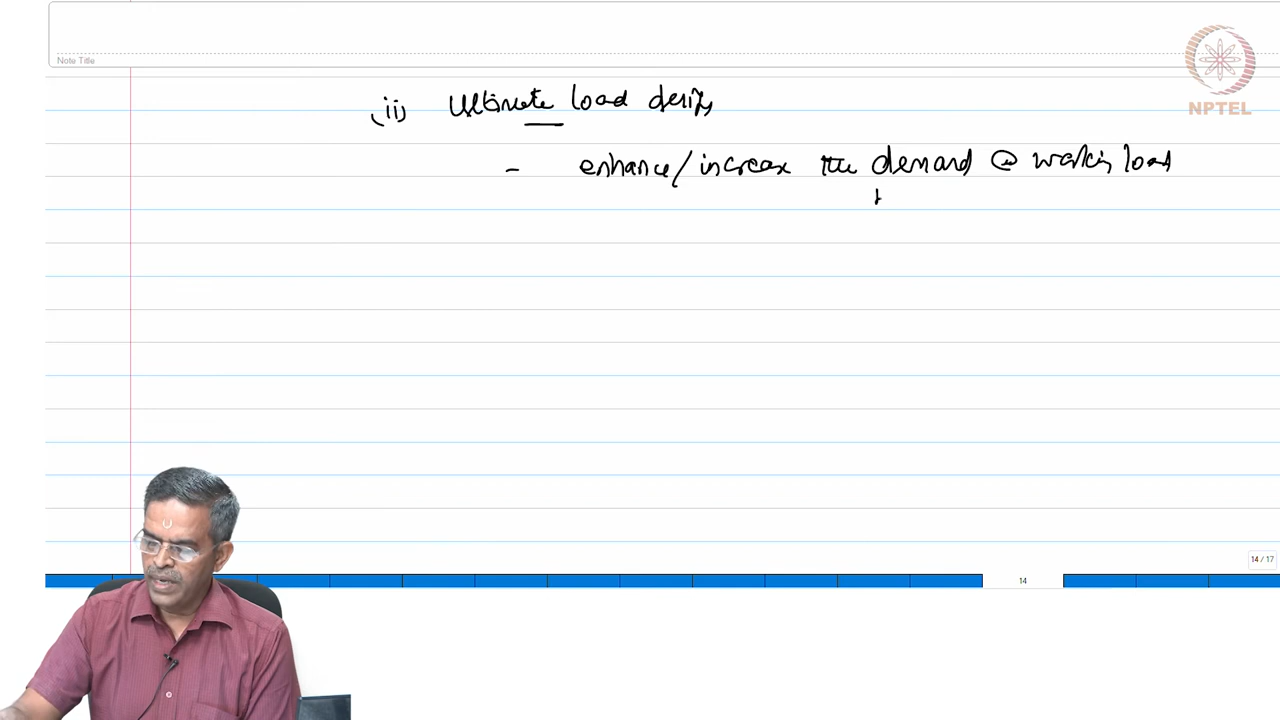 Note Title
NPTEL
(ii) Ultimate load design
- enhance/increase the demand @ working load
14 / 17
14